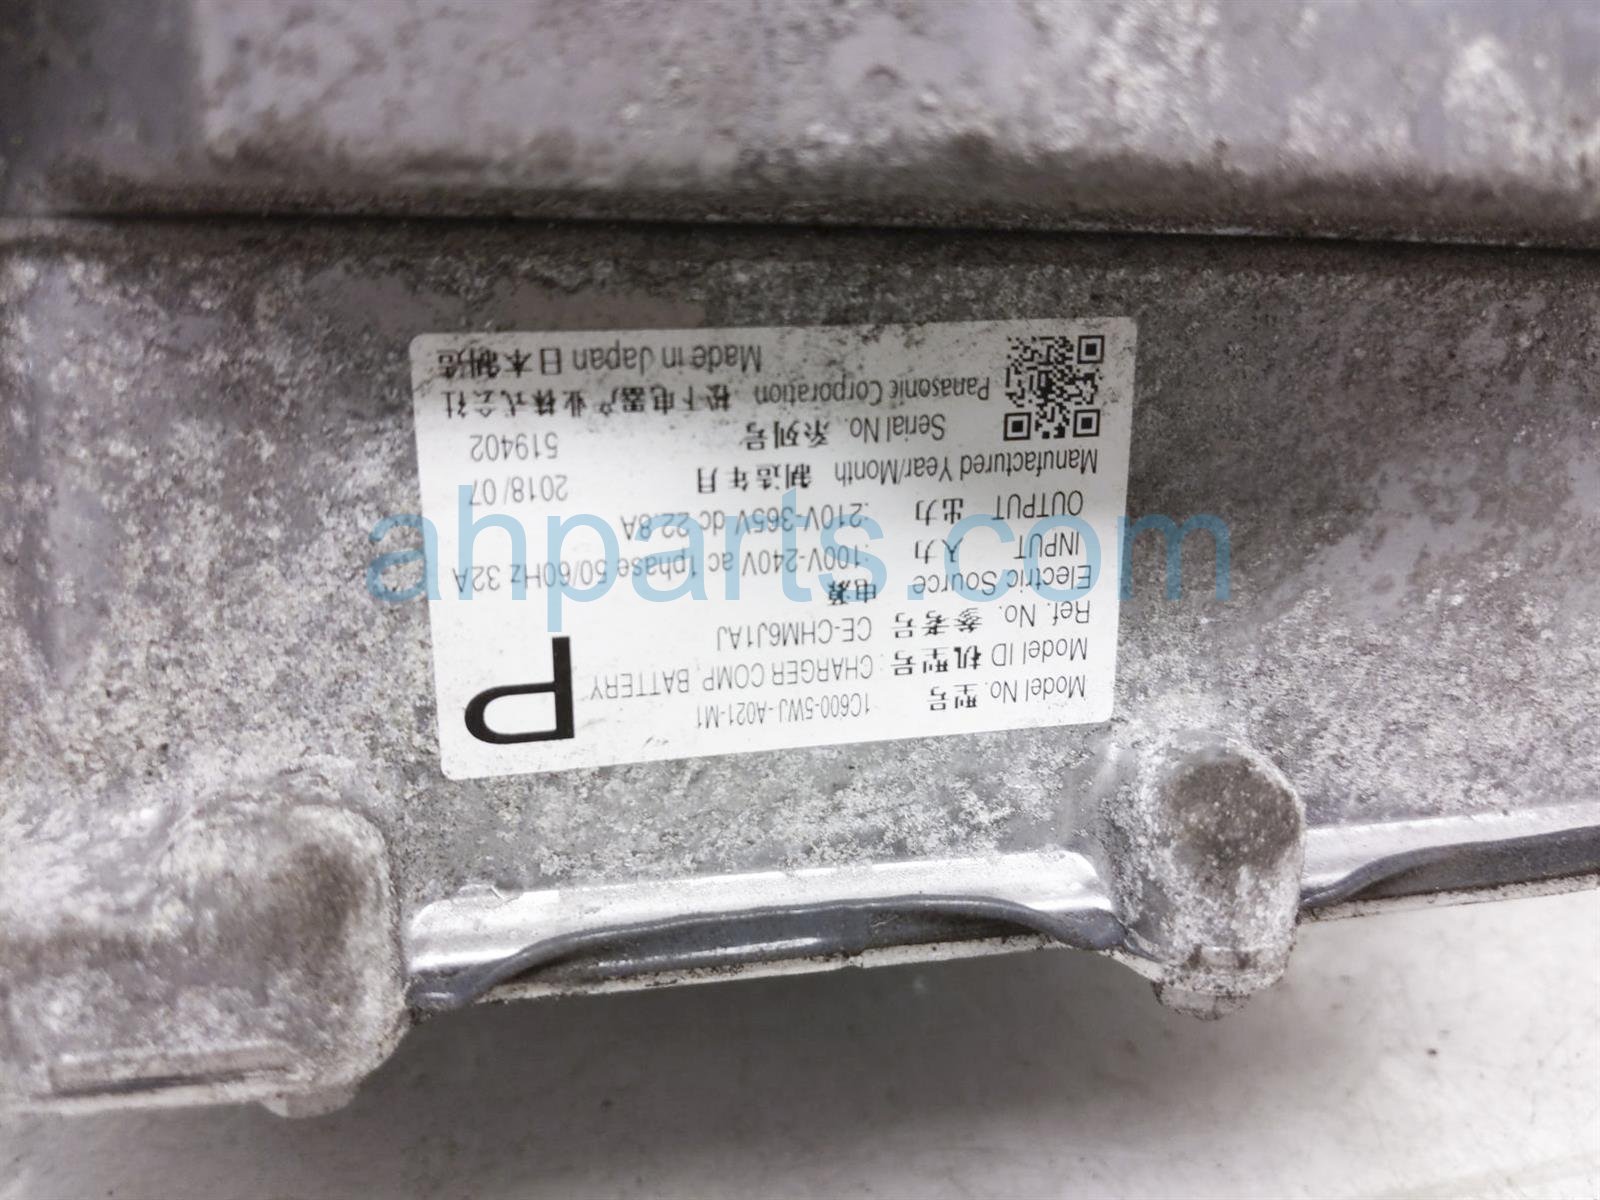 Model No. 型号 1C600-5WJ-A021-M1
Model ID 机型号 : CHARGER COMP, BATTERY
Ref. No. 参考号 CE-CHM6J1AJ
Electric Source 电源
INPUT 入力 :100V-240V ac 1phase 50/60Hz 32A
OUTPUT 出力 :210V-365V dc 22.8A
Manufactured Year/Month 制造年月 2018/07
Serial No. 系列号 519402
Panasonic Corporation 松下电器产业株式会社
Made in Japan 日本制造
P
ahparts.com